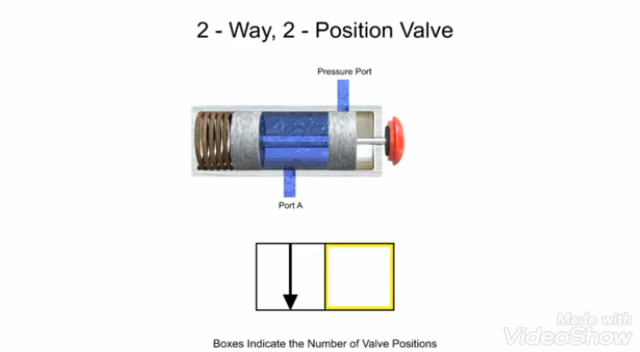 2 - Way, 2 - Position Valve
Pressure Port
Port A
Boxes Indicate the Number of Valve Positions
Made with
VideoShow